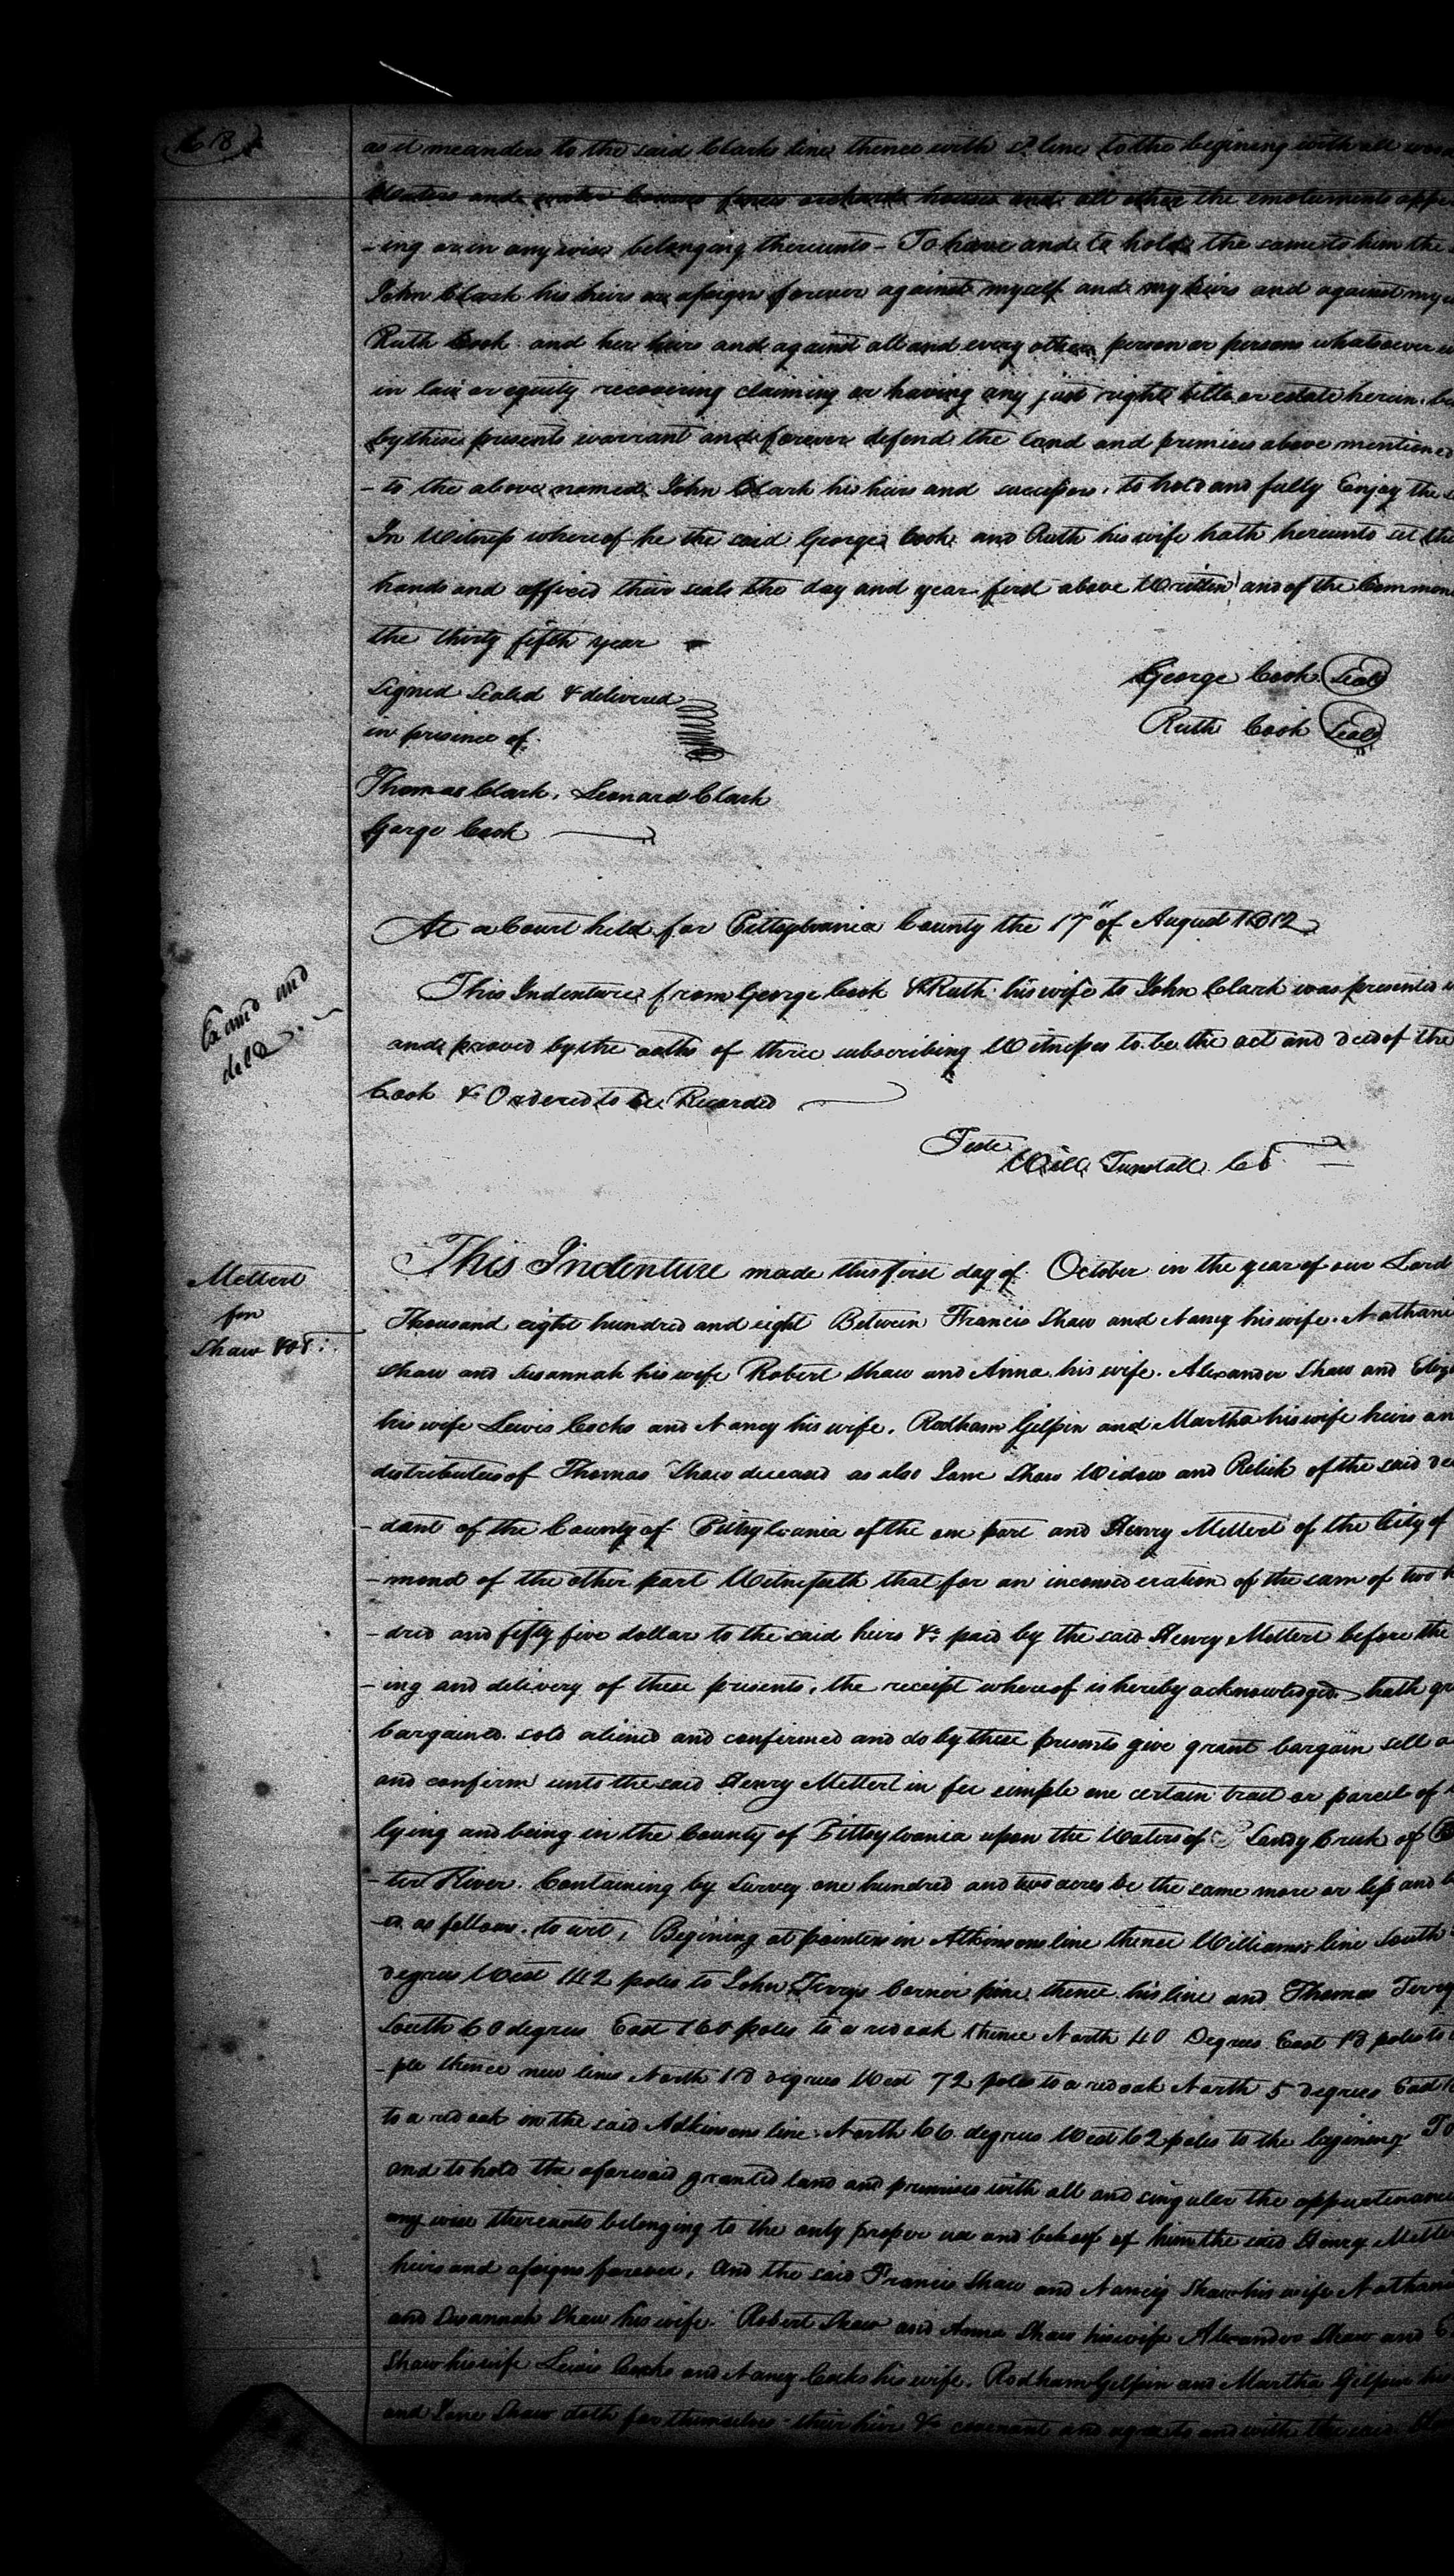 618
as it meanders to the said Clarks line thence with sd line to the begining with all
Waters and water Courses fences orchards houses and all other the emoluments appe
-ing or in any wise belonging thereunto - To have and to hold the same to him the
John Clark his heirs or assigns forever against myself and my heirs and against my
Ruth Cook and her heirs and against all and every other person or persons whatsoever
in law or equity recovering claiming or having any just right title or estate herein
by these presents warrant and forever defend the land and premises above mentioned
- to the above named John Clark his heirs and successors, to hold and fully Enjoy the
In Witness whereof he the said George Cook and Ruth his wife hath hereunto set the
hands and affixed their seals the day and year first above Written and of the Common
the thirty fifth year
Signed Sealed & delivered
in presence of
George Cook Seal
Ruth Cook Seal
Thomas Clark, Leonard Clark
Gorge Cook
At a Court held for Pittsylvania County the 17th of August 1812
This Indenture from George Cook & Ruth his wife to John Clark was presented
and proved by the oaths of three subscribing Witnesses to be the act and deed of the
Cook & Ordered to be Recorded
Examd and
deld
Teste
Will Tunstall CC
Mettert
fm
Shaw &ct:
This Indenture made this first day of October in the year of our Lord
Thousand eight hundred and eight Between Francis Shaw and Nancy his wife. Nathanl
Shaw and Susannah his wife Robert Shaw and Anna his wife. Alexander Shaw and Eliz
his wife Lewis Cocks and Nancy his wife, Rodham Gilpin and Martha his wife heirs an
distributees of Thomas Shaw deceased as also Jane Shaw Widow and Relick of the said de
- dant of the County of Pittsylvania of the one part and Henry Mettert of the City of
- mond of the other part Witnesseth that for an inconsideration of the sum of two h
- dred and fifty five dollar to the said heirs &c paid by the said Henry Mettert before the
- ing and delivery of these presents, the receipt whereof is hereby acknowledged hath gr
bargained sold aliened and confirmed and do by these presents give grant bargain sell a
and confirm unto the said Henry Mettert in fee simple one certain tract or parcel of
lying and being in the County of Pittsylvania upon the Waters of Sandy Creek of
- ter River. Containing by Survey one hundred and two acres be the same more or less and
- as follows. to wit, Begining at pointers in Atkinsons line thence Williams's line South
degrees West 142 poles to John Terrys Corner pine thence his line and Thomas Terry
South 60 degrees East 160 poles to a red oak thence North 40 Degrees East 18 poles to
- ple thence new lines North 18 degrees West 72 poles to a red oak North 5 degrees East
to a red oak in the said Adkinsons line North 66 degrees West 62 poles to the begining To
and to hold the aforesaid granted land and premises with all and singuler the appurtenanc
any wise thereunto belonging to the only proper use and behoof of him the said Henry Mette
heirs and assigns forever, And the said Francis Shaw and Nancy Shaw his wife Nathan
and Susannah Shaw his wife. Robert Shaw and Anna Shaw his wife Alexander Shaw and E
Shaw his wife Lewis Cocks and Nancy Cocks his wife. Rodham Gilpin and Martha Gilpin his
and Jane Shaw doth for themselves their heirs &c covenant and agree to and with the said